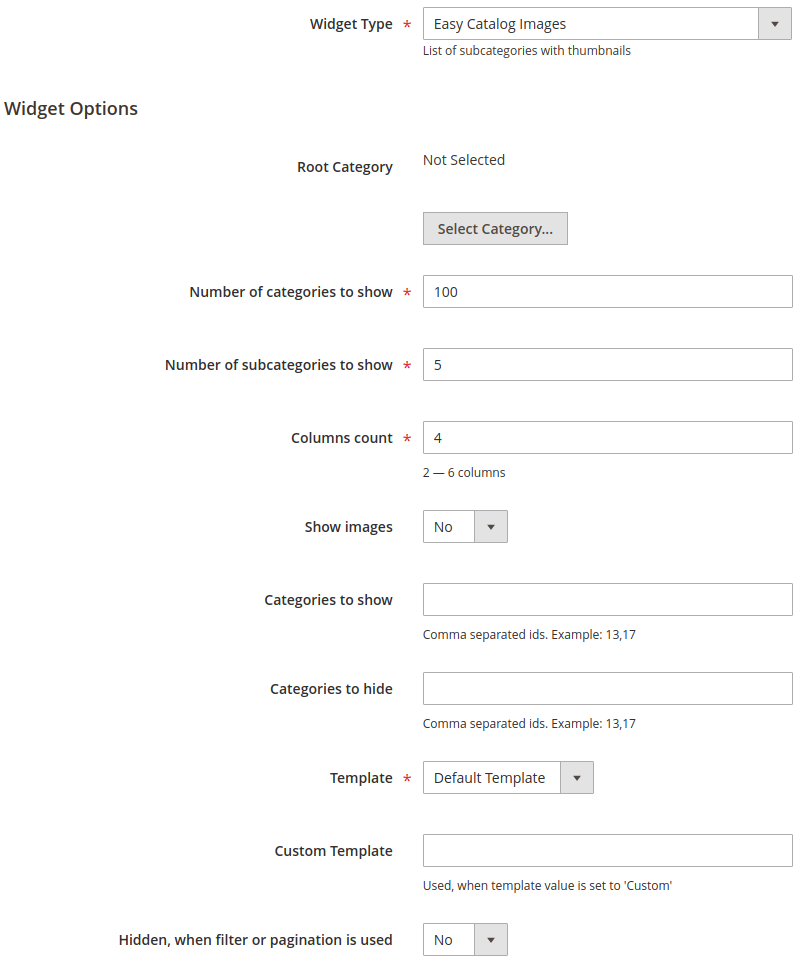 Widget Type * Easy Catalog Images
List of subcategories with thumbnails
Widget Options
Root Category Not Selected
Select Category...
Number of categories to show * 100
Number of subcategories to show * 5
Columns count * 4
2 — 6 columns
Show images No
Categories to show
Comma separated ids. Example: 13,17
Categories to hide
Comma separated ids. Example: 13,17
Template * Default Template
Custom Template
Used, when template value is set to 'Custom'
Hidden, when filter or pagination is used No